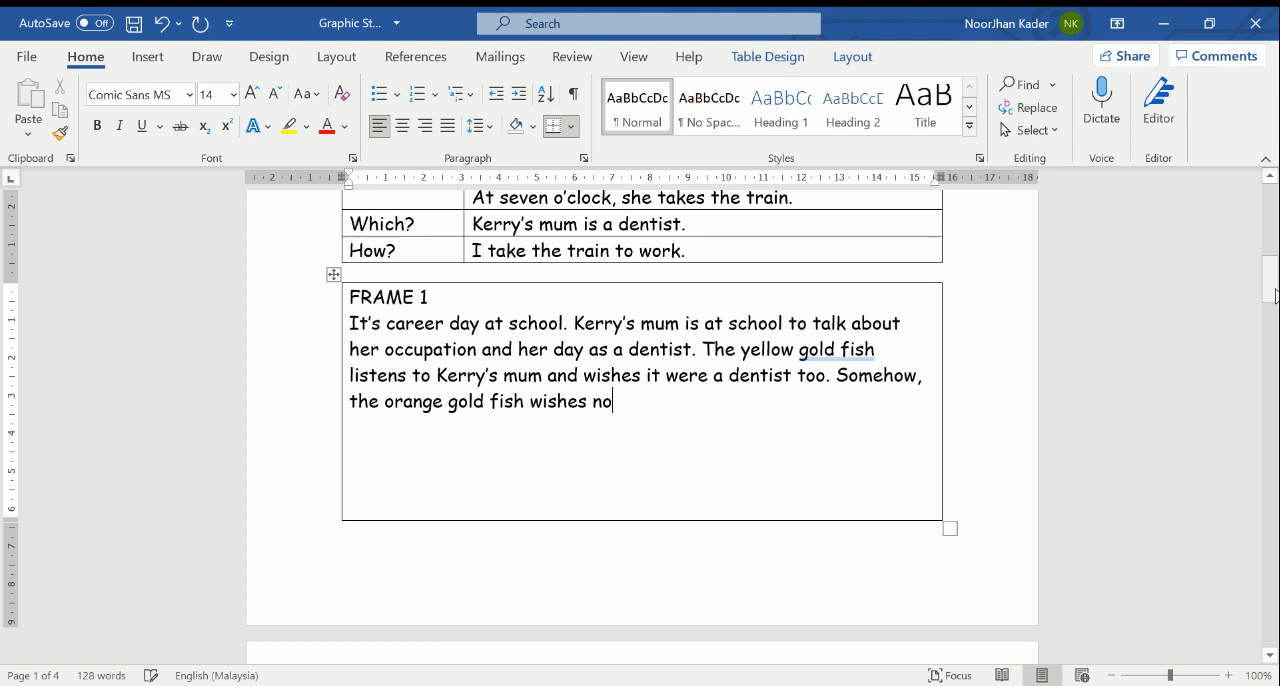 AutoSave Off Graphic St... Search NoorJhan Kader NK
File Home Insert Draw Design Layout References Mailings Review View Help Table Design Layout Share Comments
Paste Comic Sans MS 14 Aa AaBbCcDc AaBbCcDc AaBbCc AaBbCcD AaB Find Replace Select Dictate Editor
¶ Normal ¶ No Spac... Heading 1 Heading 2 Title
Clipboard Font Paragraph Styles Editing Voice Editor
At seven o'clock, she takes the train.
Which? Kerry's mum is a dentist.
How? I take the train to work.
FRAME 1
It's career day at school. Kerry's mum is at school to talk about
her occupation and her day as a dentist. The yellow gold fish
listens to Kerry's mum and wishes it were a dentist too. Somehow,
the orange gold fish wishes no
Page 1 of 4 128 words English (Malaysia) Focus 100%